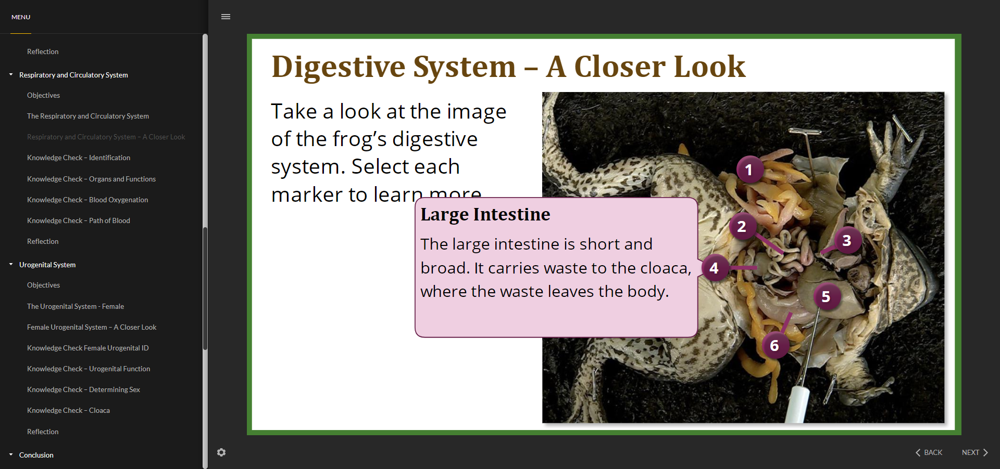 MENU
Reflection
Respiratory and Circulatory System
Objectives
The Respiratory and Circulatory System
Respiratory and Circulatory System – A Closer Look
Knowledge Check – Identification
Knowledge Check – Organs and Functions
Knowledge Check – Blood Oxygenation
Knowledge Check – Path of Blood
Reflection
Urogenital System
Objectives
The Urogenital System - Female
Female Urogenital System – A Closer Look
Knowledge Check Female Urogenital ID
Knowledge Check – Urogenital Function
Knowledge Check – Determining Sex
Knowledge Check – Cloaca
Reflection
Conclusion
Digestive System – A Closer Look
Take a look at the image
of the frog’s digestive
system. Select each
marker to learn more
Large Intestine
The large intestine is short and
broad. It carries waste to the cloaca,
where the waste leaves the body.
1
2
3
4
5
6
BACK
NEXT